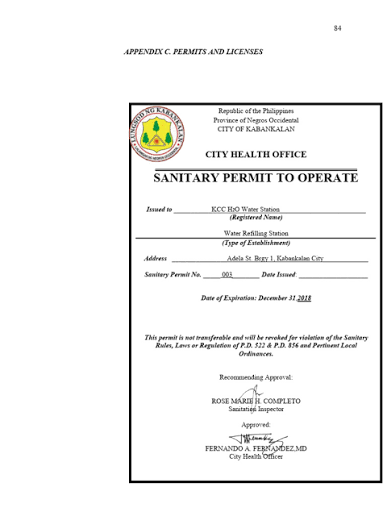 84
APPENDIX C. PERMITS AND LICENSES
Republic of the Philippines
Province of Negros Occidental
CITY OF KABANKALAN
CITY HEALTH OFFICE
SANITARY PERMIT TO OPERATE
Issued to KCC H2O Water Station
(Registered Name)
Water Refilling Station
(Type of Establishment)
Address Adela St. Brgy 1, Kabankalan City
Sanitary Permit No. 003 Date Issued:
Date of Expiration: December 31,2018
This permit is not transferable and will be revoked for violation of the Sanitary
Rules, Laws or Regulation of P.D. 522 & P.D. 856 and Pertinent Local
Ordinances.
Recommending Approval:
ROSE MARIE H. COMPLETO
Sanitation Inspector
Approved:
FERNANDO A. FERNANDEZ,MD
City Health Officer